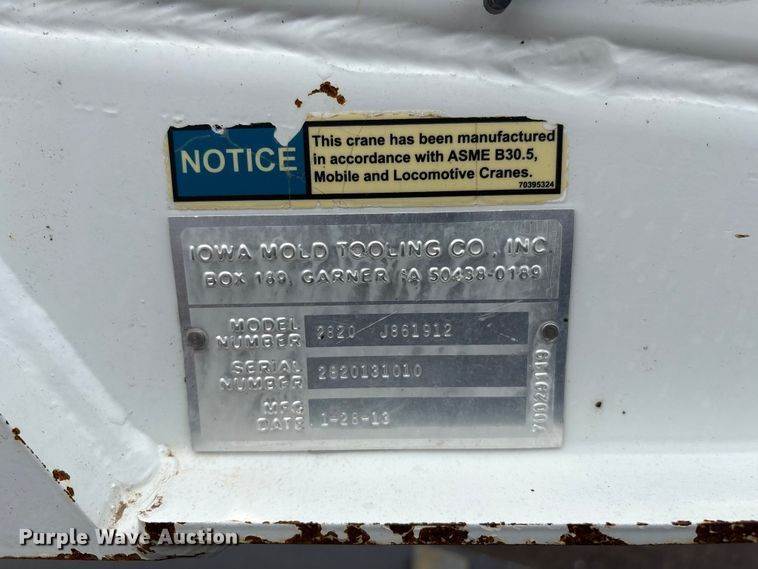 NOTICE
This crane has been manufactured
in accordance with ASME B30.5,
Mobile and Locomotive Cranes.
70395324
IOWA MOLD TOOLING CO., INC.
BOX 189, GARNER IA 50438-0189
MODEL
NUMBER
2820 J861912
SERIAL
NUMBER
2820131010
MFG
DATE
1-28-13
70029119
Purple Wave Auction